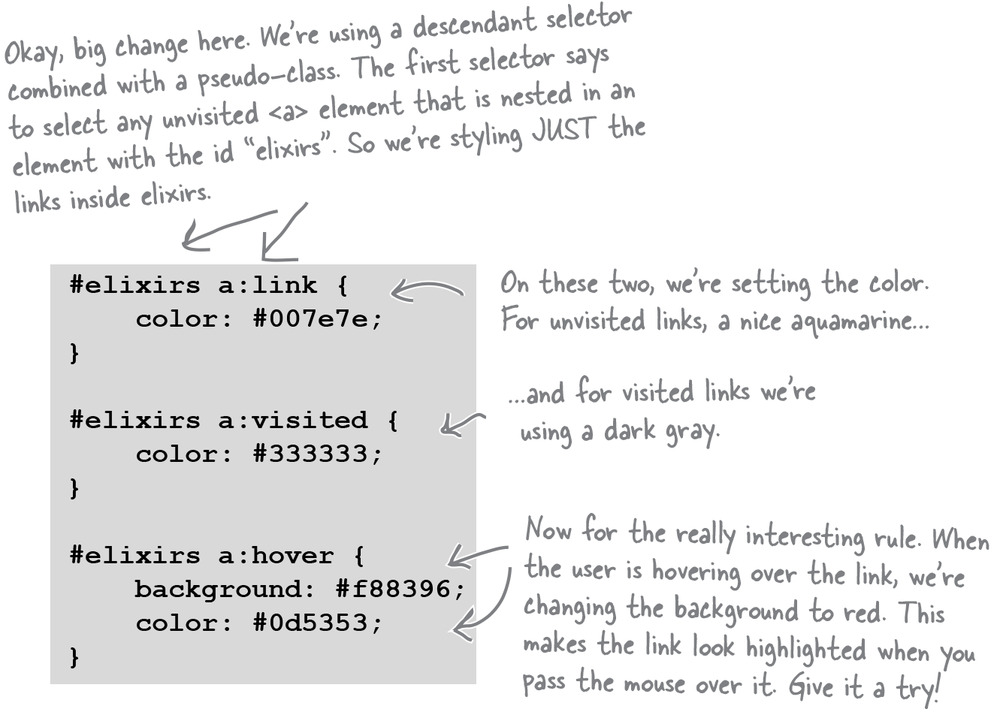 Okay, big change here. We're using a descendant selector
combined with a pseudo-class. The first selector says
to select any unvisited <a> element that is nested in an
element with the id "elixirs". So we're styling JUST the
links inside elixirs.
#elixirs a:link {
    color: #007e7e;
}
On these two, we're setting the color.
For unvisited links, a nice aquamarine...
#elixirs a:visited {
    color: #333333;
}
...and for visited links we're
using a dark gray.
#elixirs a:hover {
    background: #f88396;
    color: #0d5353;
}
Now for the really interesting rule. When
the user is hovering over the link, we're
changing the background to red. This
makes the link look highlighted when you
pass the mouse over it. Give it a try!